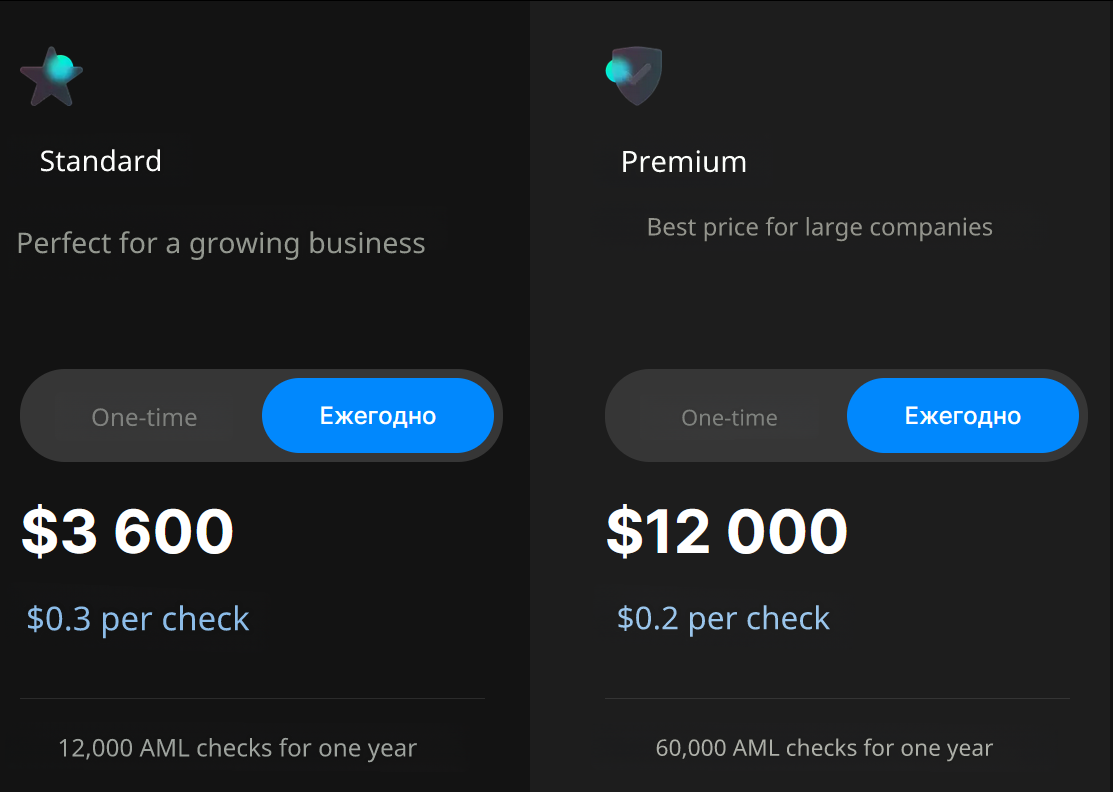 Standard
Perfect for a growing business
One-time
Ежегодно
$3 600
$0.3 per check
12,000 AML checks for one year
Premium
Best price for large companies
One-time
Ежегодно
$12 000
$0.2 per check
60,000 AML checks for one year